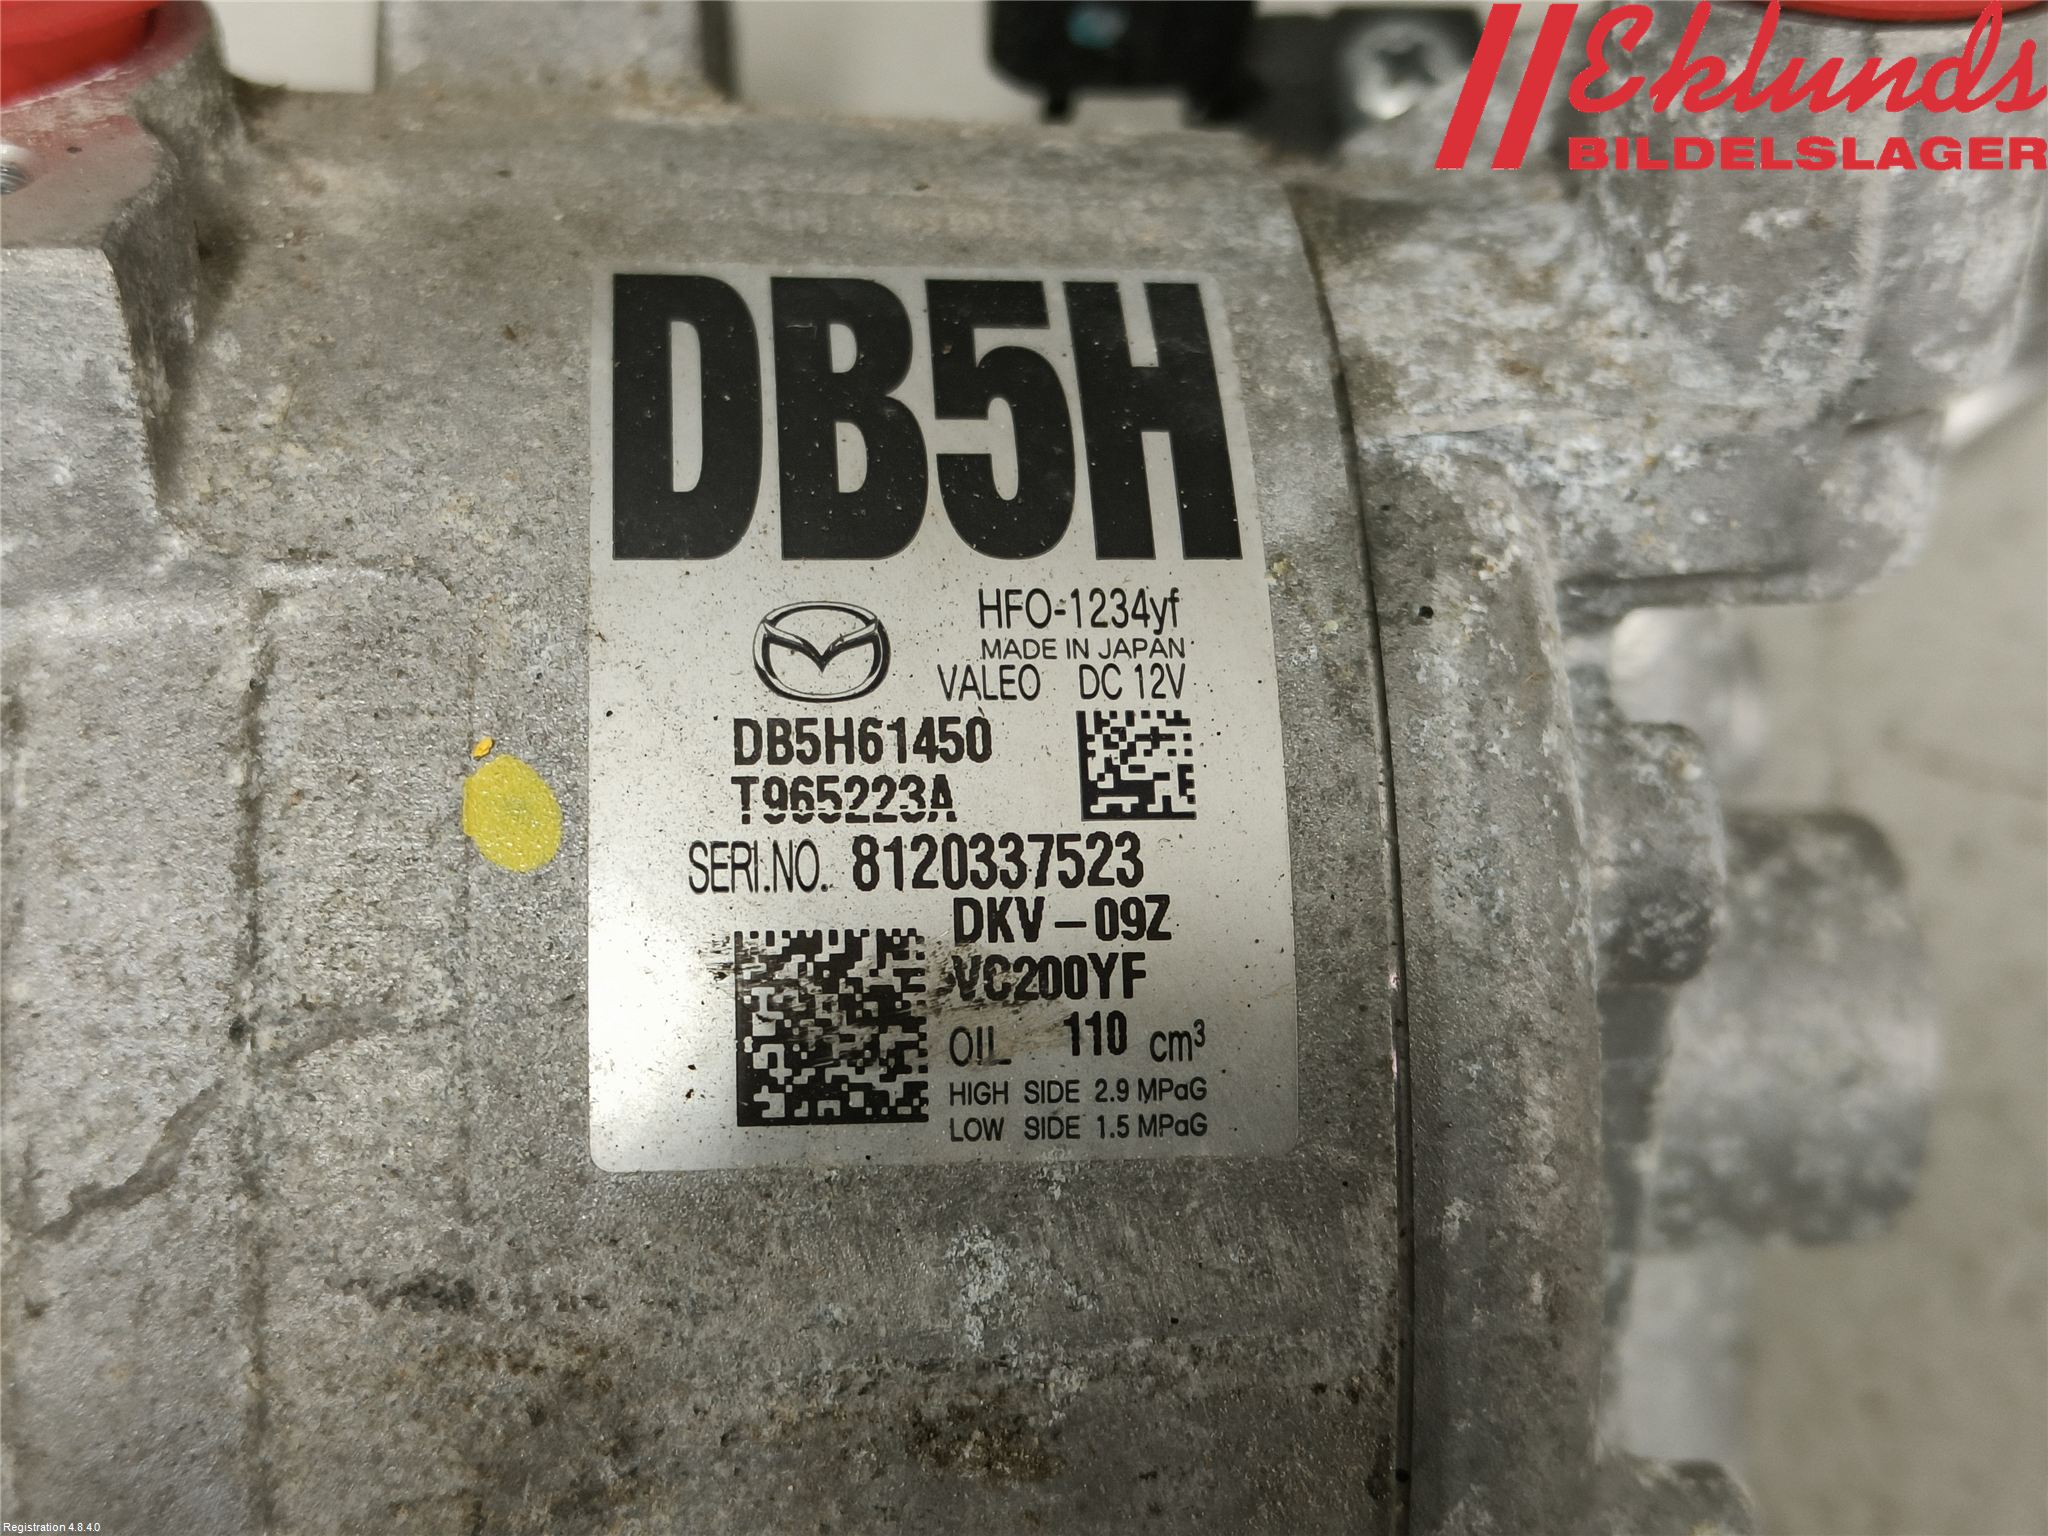 Eklunds
BILDELSLAGER
DB5H
HFO-1234yf
MADE IN JAPAN
VALEO DC 12V
DB5H61450
T965223A
SERI.NO. 8120337523
DKV-09Z
VC200YF
OIL 110 cm³
HIGH SIDE 2.9 MPaG
LOW SIDE 1.5 MPaG
Registration 4.8.4.0